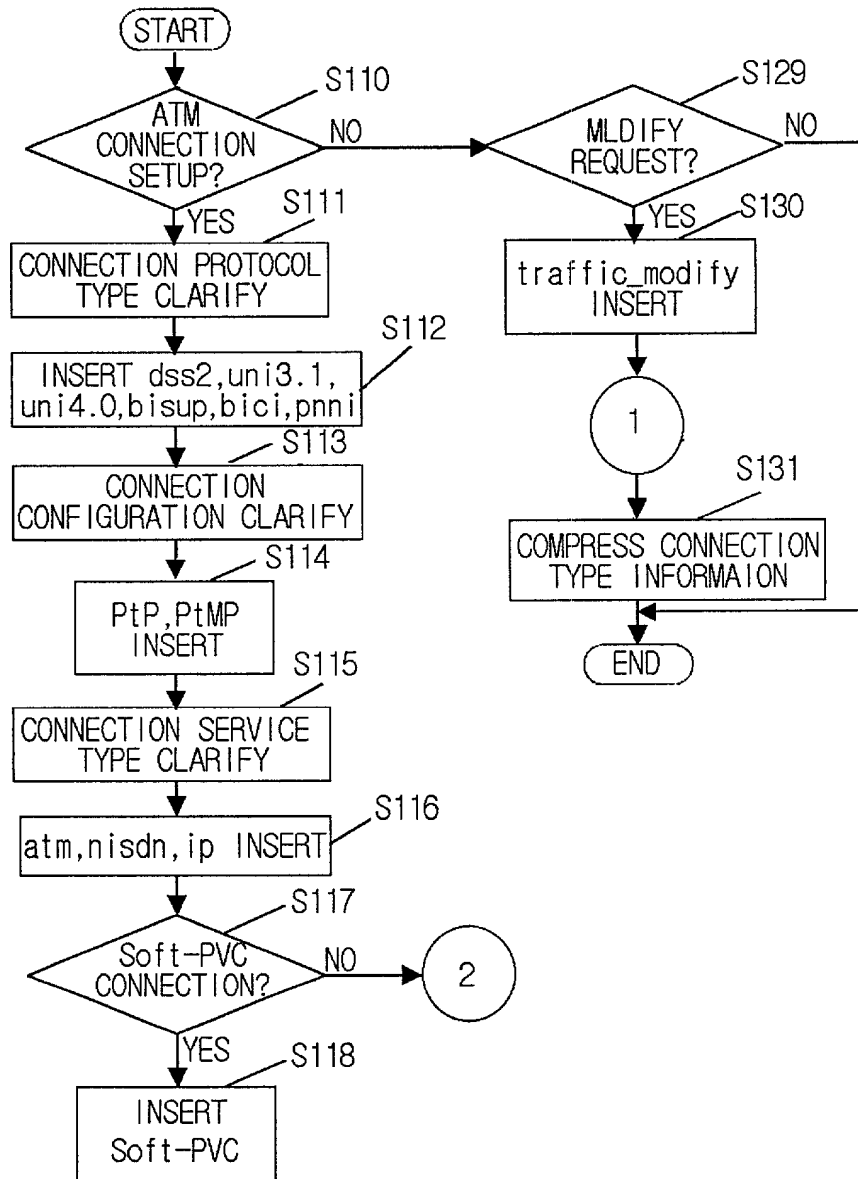 START
S110
ATM
CONNECTION
SETUP?
NO
YES
S111
CONNECTION PROTOCOL
TYPE CLARIFY
S112
INSERT dss2,uni3.1,
uni4.0,bisup,bici,pnni
S113
CONNECTION
CONFIGURATION CLARIFY
S114
PtP,PtMP
INSERT
S115
CONNECTION SERVICE
TYPE CLARIFY
S116
atm,nisdn,ip INSERT
S117
Soft-PVC
CONNECTION?
NO
2
YES
S118
INSERT
Soft-PVC
S129
MLDIFY
REQUEST?
NO
YES
S130
traffic_modify
INSERT
1
S131
COMPRESS CONNECTION
TYPE INFORMAION
END